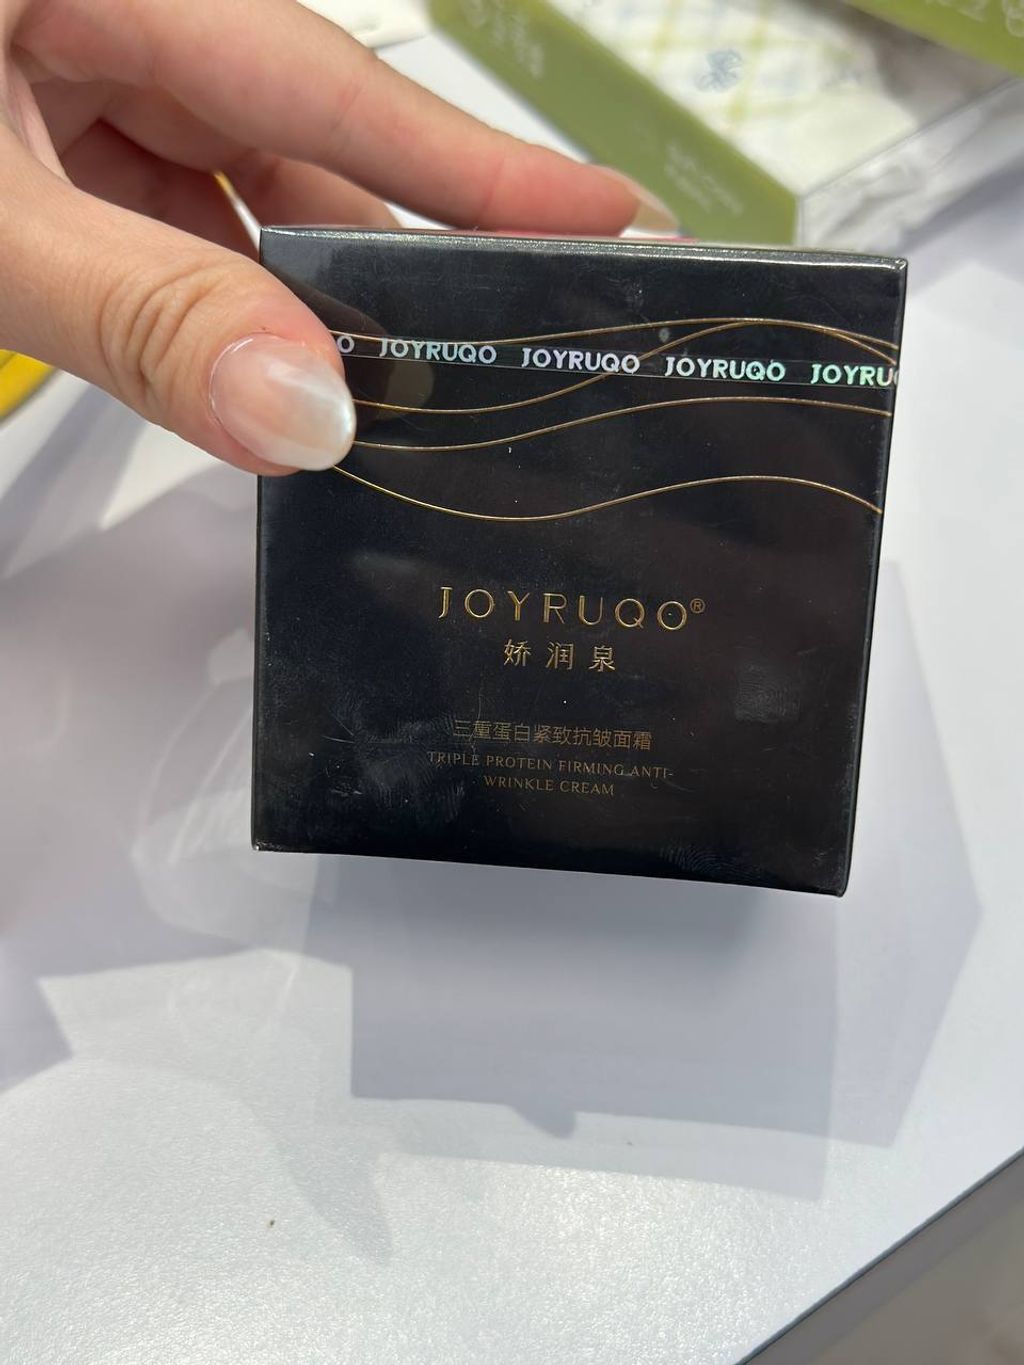 O JOYRUQO JOYRUQO JOYRUQO JOYRU
JOYRUQO®
娇润泉
三重蛋白紧致抗皱面霜
TRIPLE PROTEIN FIRMING ANTI-
WRINKLE CREAM